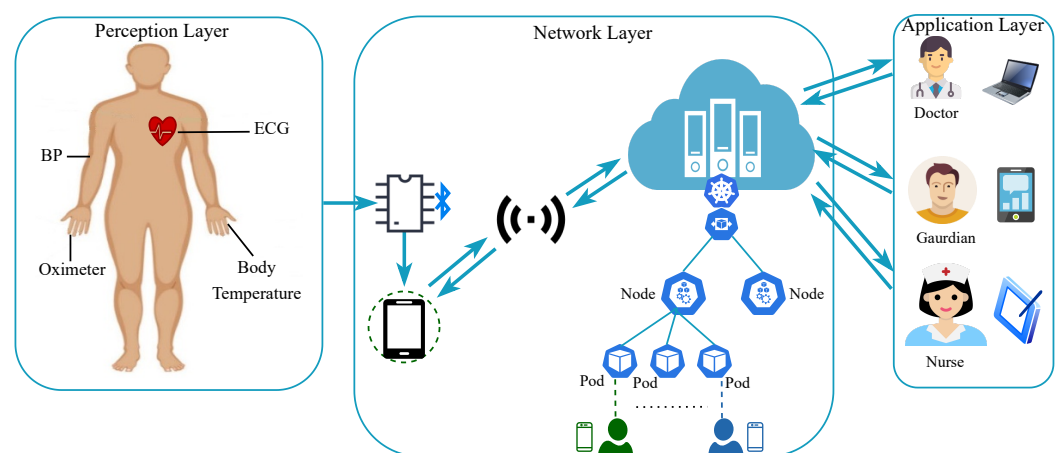 Perception Layer
ECG
BP
Oximeter
Body
Temperature
Network Layer
Node
Node
Pod
Pod
Pod
Application Layer
Doctor
Gaurdian
Nurse